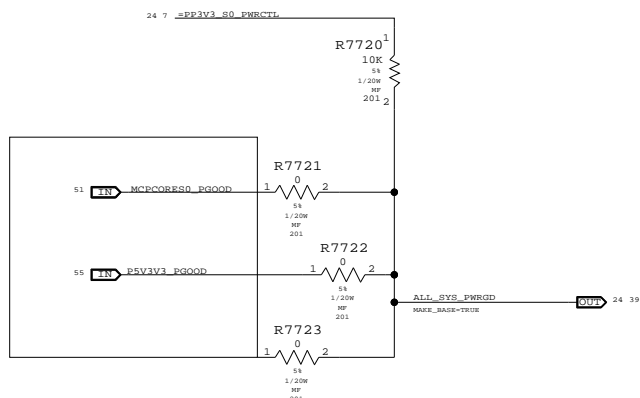 24 7 =PP3V3_S0_PWRCTL
1
R7720
10K
5%
1/20W
MF
201
2
R7721
0
51 IN MCPCORES0_PGOOD 1 2
5%
1/20W
MF
201
R7722
0
55 IN P5V3V3_PGOOD 1 2
5%
1/20W
MF
201
ALL_SYS_PWRGD OUT 24 39
MAKE_BASE=TRUE
R7723
0
1 2
5%
1/20W
MF